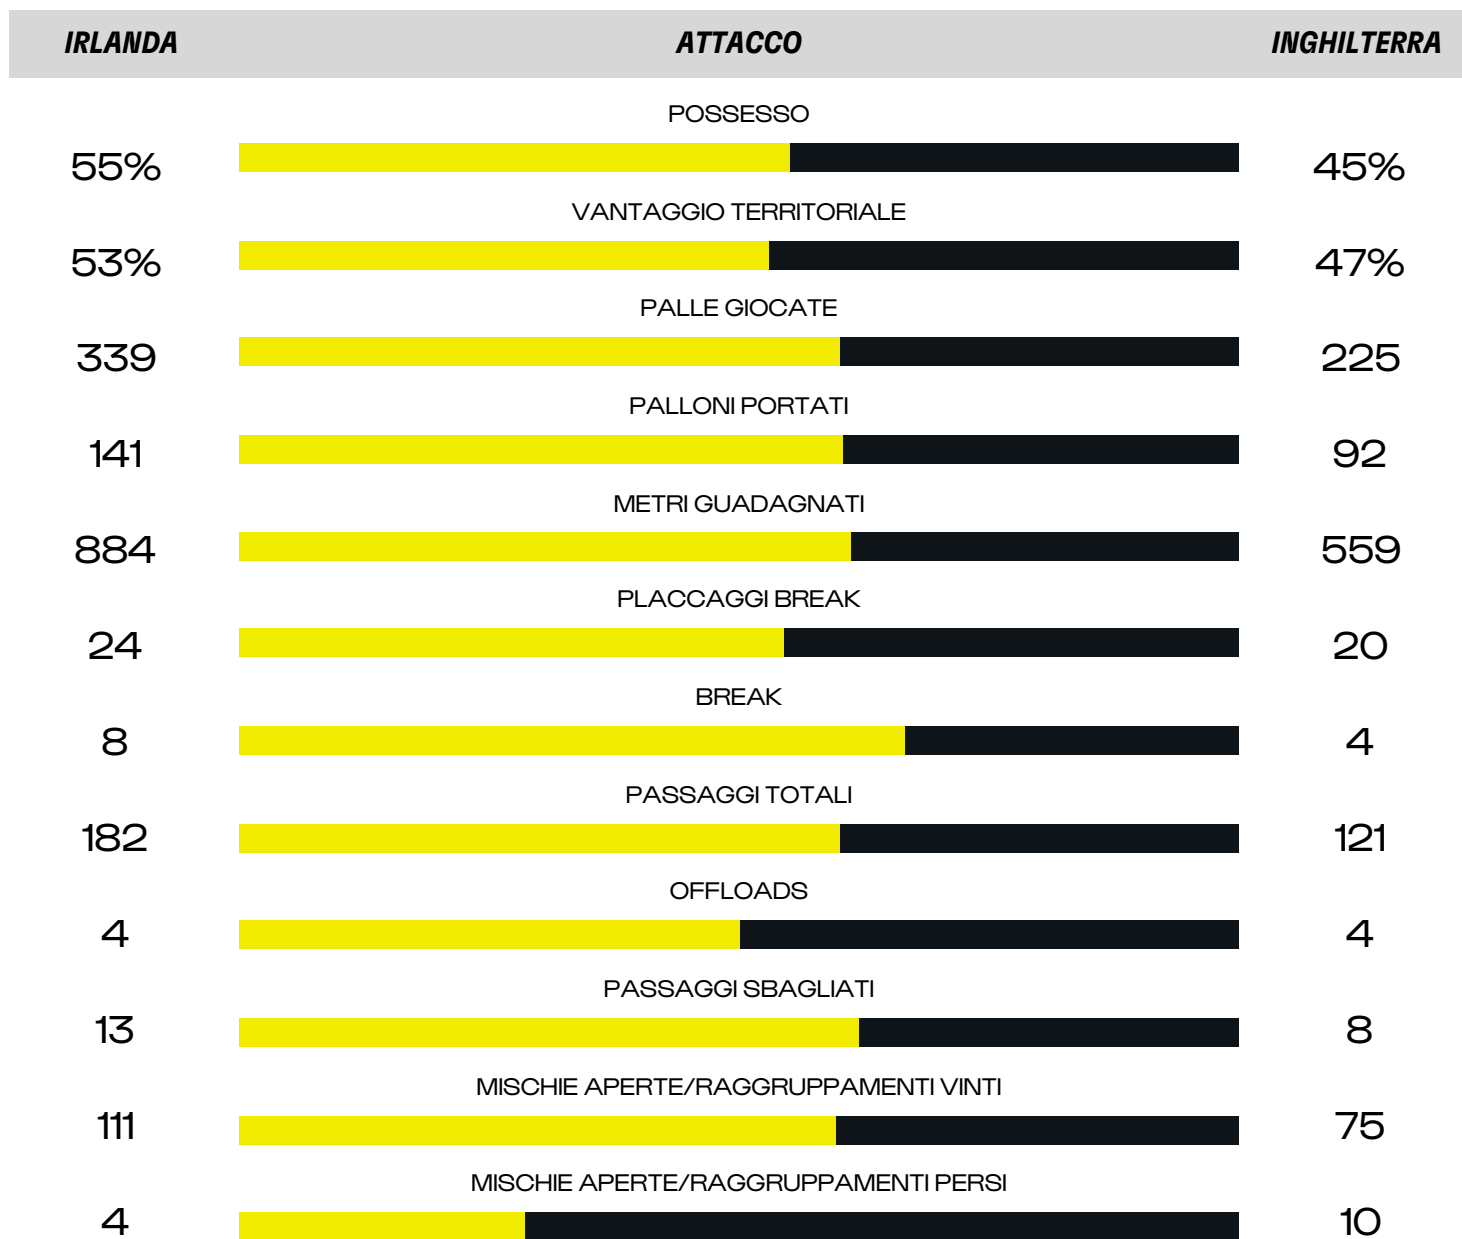 IRLANDA ATTACCO INGHILTERRA
POSSESSO
55% 45%
VANTAGGIO TERRITORIALE
53% 47%
PALLE GIOCATE
339 225
PALLONI PORTATI
141 92
METRI GUADAGNATI
884 559
PLACCAGGI BREAK
24 20
BREAK
8 4
PASSAGGI TOTALI
182 121
OFFLOADS
4 4
PASSAGGI SBAGLIATI
13 8
MISCHIE APERTE/RAGGRUPPAMENTI VINTI
111 75
MISCHIE APERTE/RAGGRUPPAMENTI PERSI
4 10